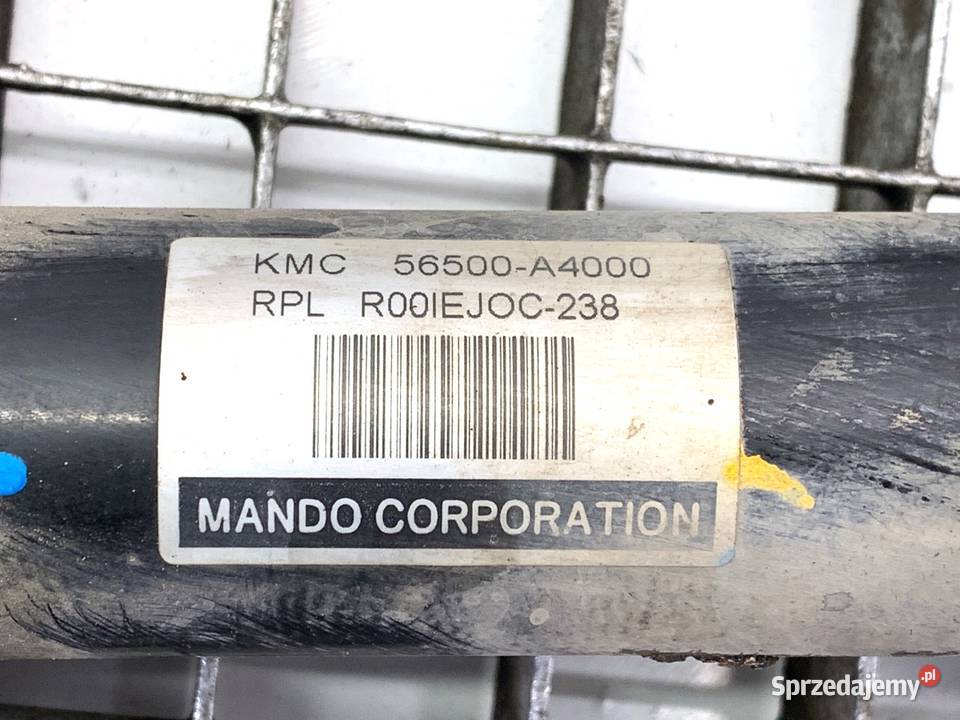 KMC 56500-A4000
RPL R00IEJOC-238
MANDO CORPORATION
Sprzedajemy.pl